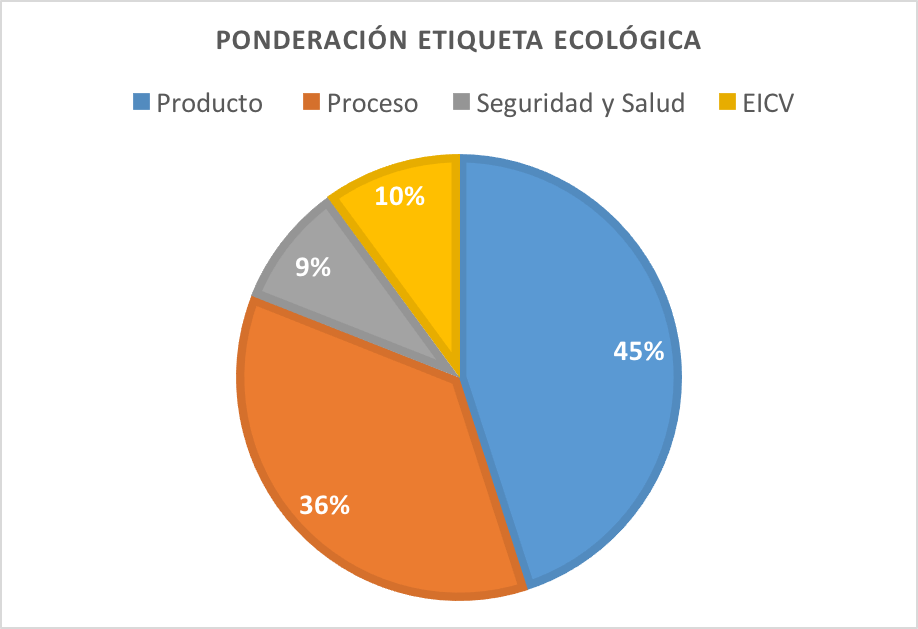 PONDERACIÓN ETIQUETA ECOLÓGICA
Producto Proceso Seguridad y Salud EICV
10%
9%
45%
36%